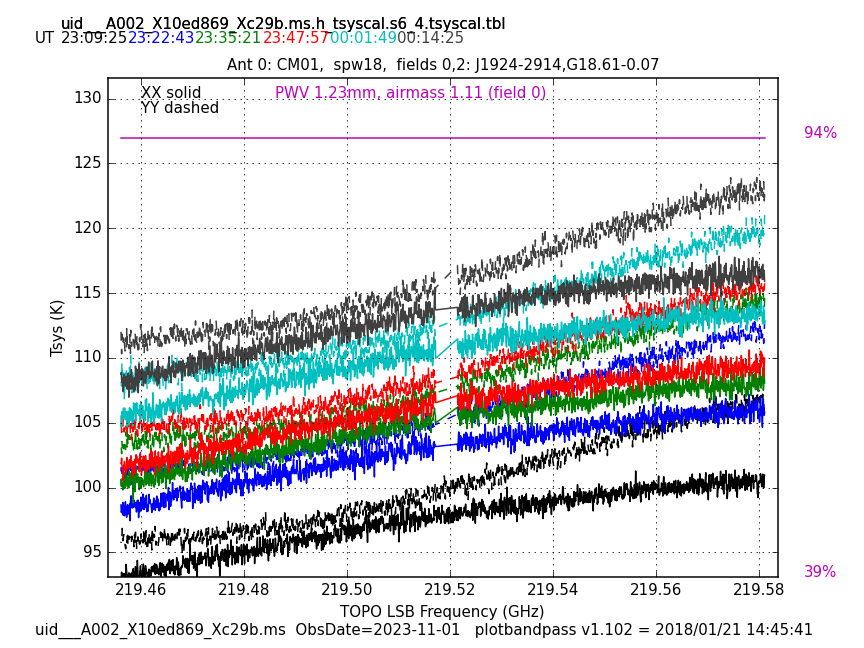 uid___A002_X10ed869_Xc29b.ms.h_tsyscal.s6_4.tsyscal.tbl
UT 23:09:25 23:22:43 23:35:21 23:47:57 00:01:49 00:14:25
Ant 0: CM01,  spw18,  fields 0,2: J1924-2914,G18.61-0.07
XX solid
PWV 1.23mm, airmass 1.11 (field 0)
YY dashed
130
125
120
115
110
105
100
95
Tsys (K)
94%
39%
219.46 219.48 219.50 219.52 219.54 219.56 219.58
TOPO LSB Frequency (GHz)
uid___A002_X10ed869_Xc29b.ms  ObsDate=2023-11-01   plotbandpass v1.102 = 2018/01/21 14:45:41